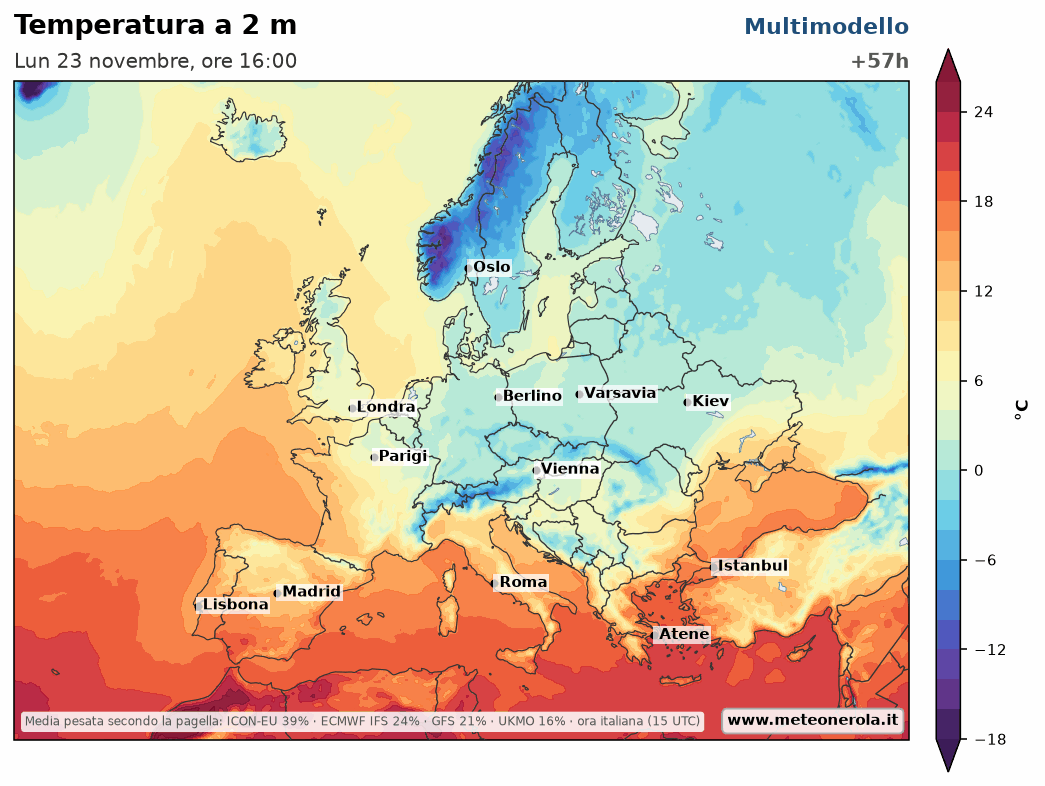 Temperatura a 2 m
Multimodello
Lun 23 novembre, ore 16:00
+57h
24
18
12
6
0
−6
−12
−18
°C
Oslo
Londra
Berlino
Varsavia
Kiev
Parigi
Vienna
Istanbul
Roma
Madrid
Lisbona
Atene
Media pesata secondo la pagella: ICON-EU 39% · ECMWF IFS 24% · GFS 21% · UKMO 16% · ora italiana (15 UTC)
www.meteonerola.it